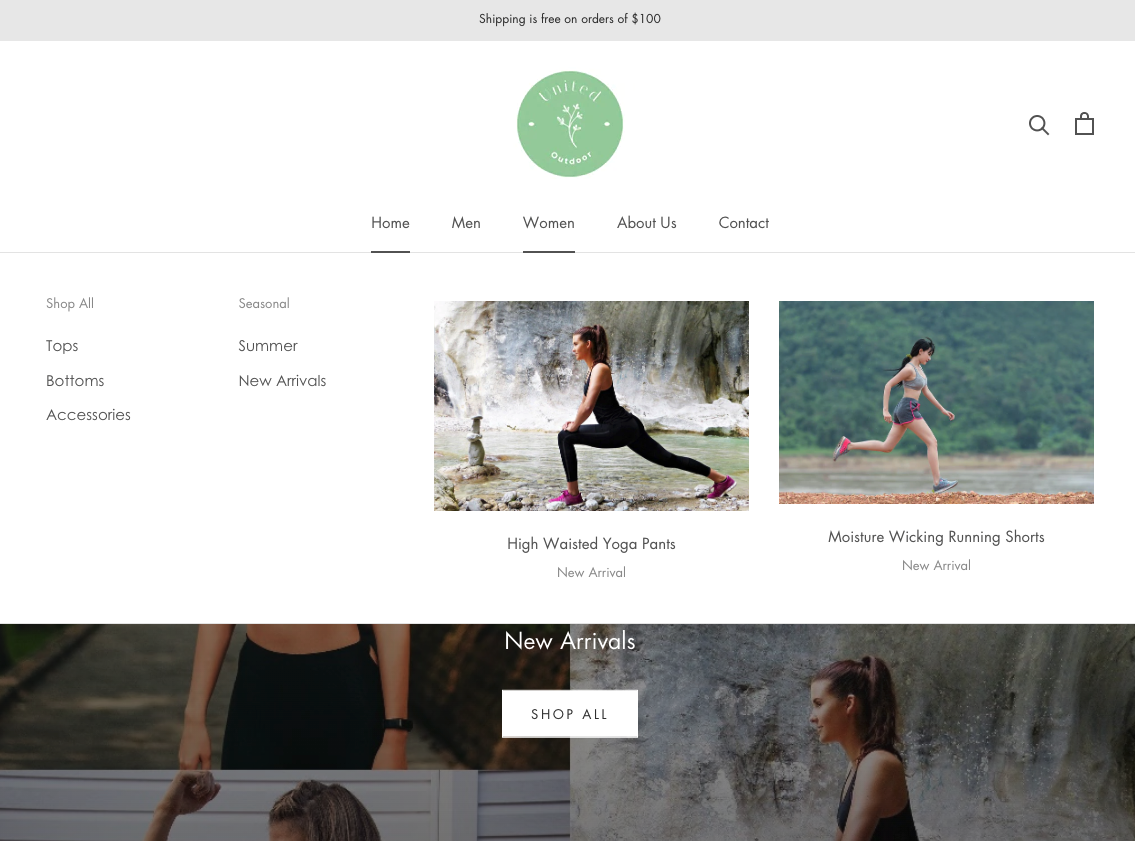 Shipping is free on orders of $100
United
Outdoor
Home Men Women About Us Contact
Shop All
Tops
Bottoms
Accessories
Seasonal
Summer
New Arrivals
High Waisted Yoga Pants
New Arrival
Moisture Wicking Running Shorts
New Arrival
New Arrivals
SHOP ALL